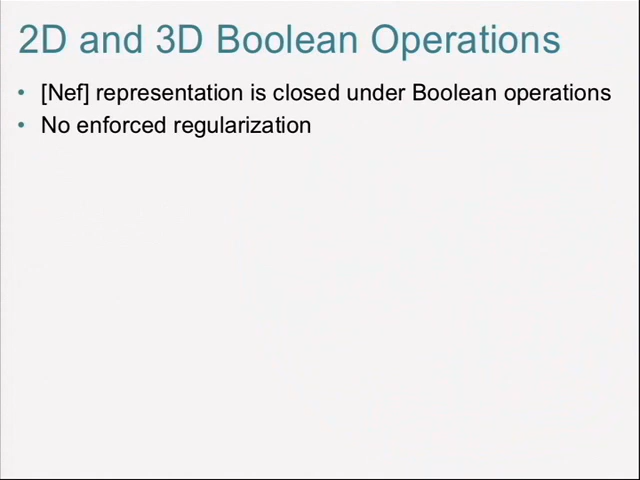 2D and 3D Boolean Operations
• [Nef] representation is closed under Boolean operations
• No enforced regularization